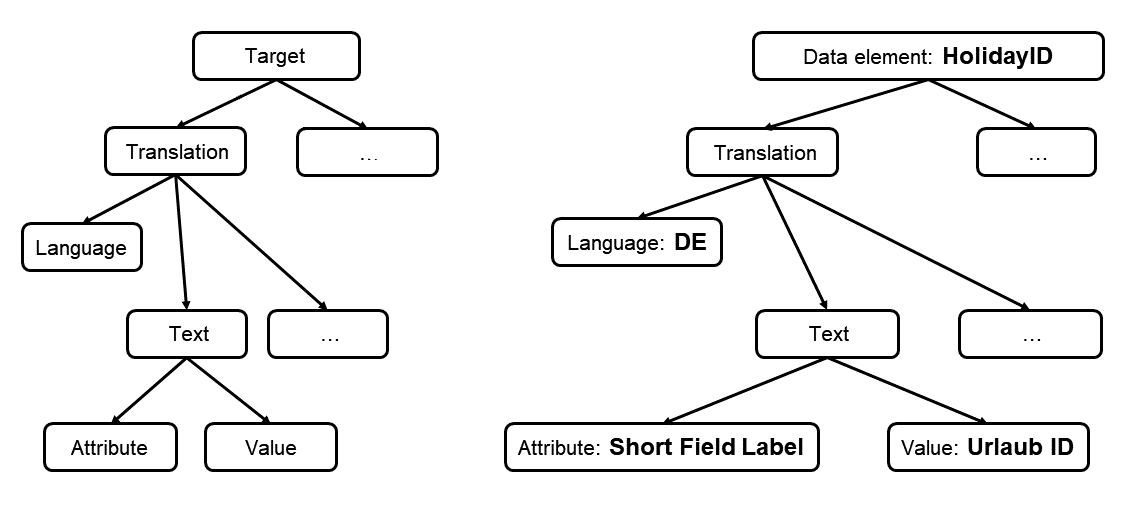 Target
Translation
...
Language
Text
...
Attribute
Value
Data element: HolidayID
Translation
...
Language: DE
Text
...
Attribute: Short Field Label
Value: Urlaub ID